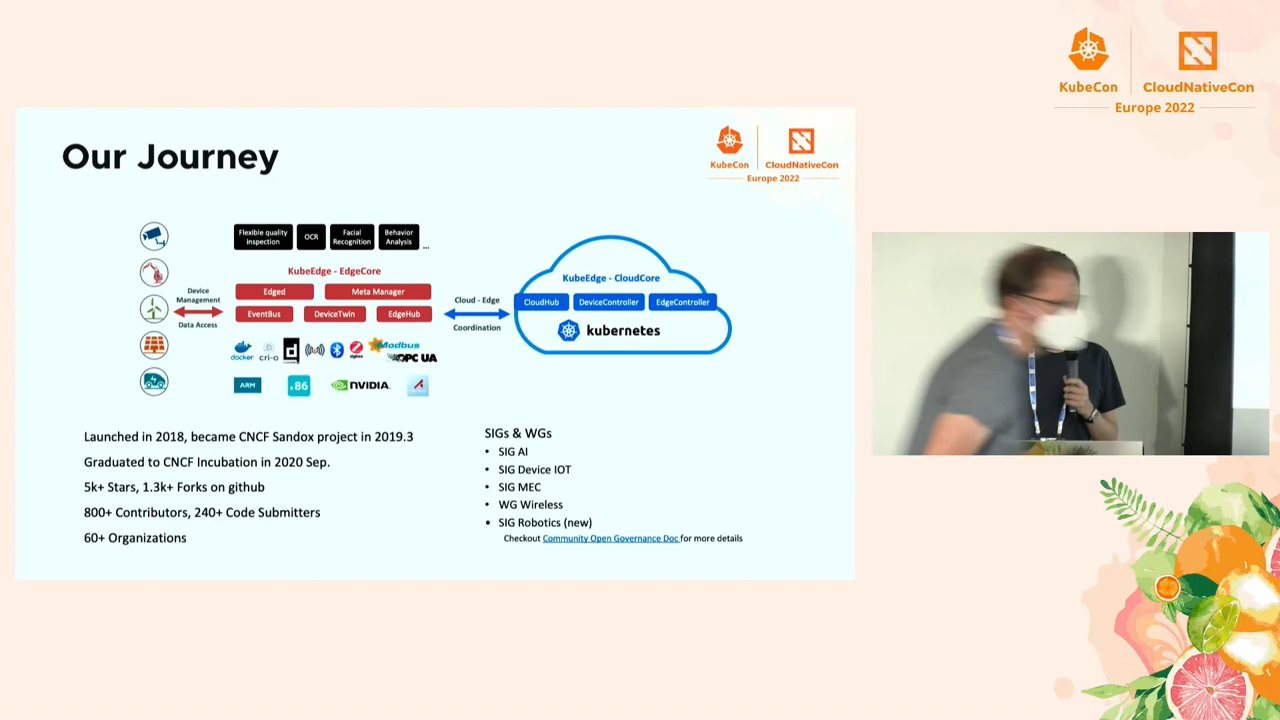 KubeCon
CloudNativeCon
Europe 2022
Our Journey
KubeCon
CloudNativeCon
Europe 2022
Flexible quality inspection
OCR
Facial Recognition
Behavior Analysis
...
KubeEdge - EdgeCore
Edged
Meta Manager
EventBus
DeviceTwin
EdgeHub
Device Management
Data Access
Cloud - Edge
Coordination
KubeEdge - CloudCore
CloudHub
DeviceController
EdgeController
kubernetes
docker
cri-o
Modbus
OPC UA
ARM
x86
NVIDIA
Launched in 2018, became CNCF Sandox project in 2019.3
Graduated to CNCF Incubation in 2020 Sep.
5k+ Stars, 1.3k+ Forks on github
800+ Contributors, 240+ Code Submitters
60+ Organizations
SIGs & WGs
• SIG AI
• SIG Device IOT
• SIG MEC
• WG Wireless
• SIG Robotics (new)
Checkout Community Open Governance Doc for more details